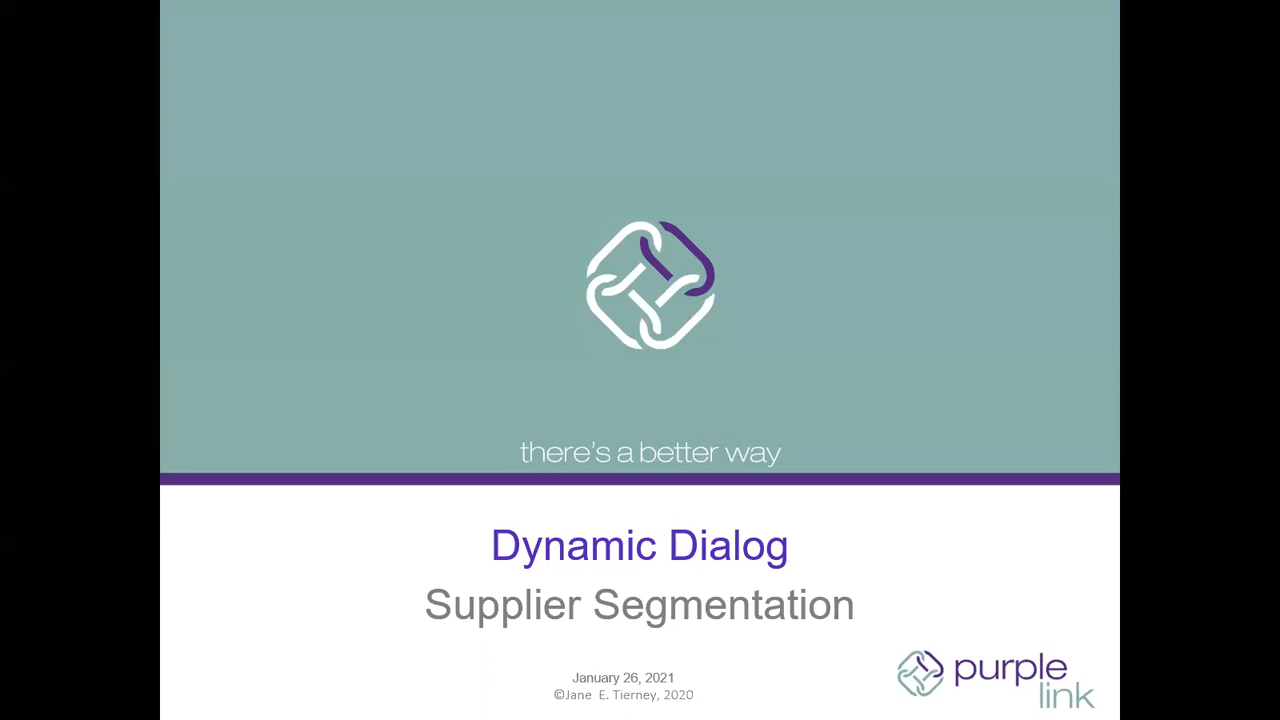 there's a better way
Dynamic Dialog
Supplier Segmentation
January 26, 2021
©Jane E. Tierney, 2020
purple
link